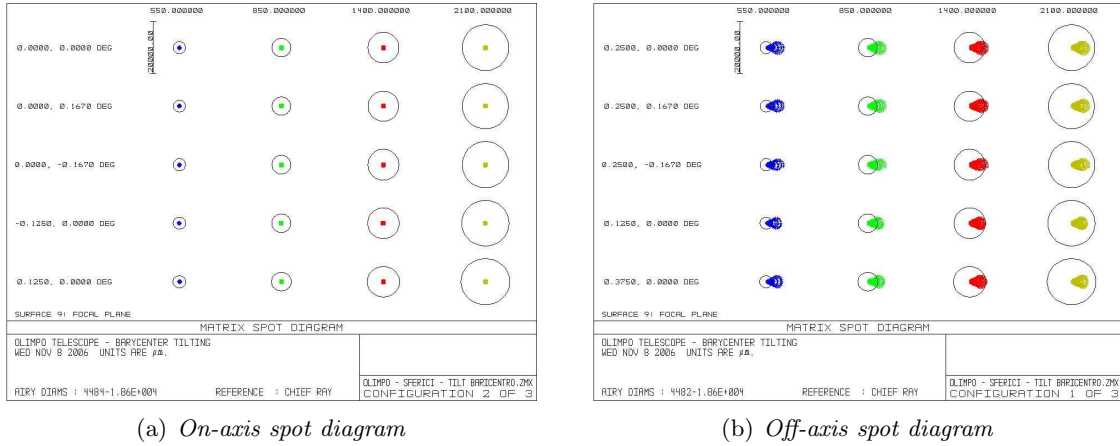 550.000000 850.000000 1400.000000 2100.000000
20000.00
0.0000, 0.0000 DEG
0.0000, 0.1670 DEG
0.0000, -0.1670 DEG
-0.1250, 0.0000 DEG
0.1250, 0.0000 DEG
SURFACE 9: FOCAL PLANE
MATRIX SPOT DIAGRAM
OLIMPO TELESCOPE - BARYCENTER TILTING
WED NOV 8 2006 UNITS ARE µm.
AIRY DIAMS : 4484-1.86E+004 REFERENCE : CHIEF RAY
OLIMPO - SFERICI - TILT BARICENTRO.ZMX
CONFIGURATION 2 OF 3
(a) On-axis spot diagram
550.000000 850.000000 1400.000000 2100.000000
20000.00
0.2500, 0.0000 DEG
0.2500, 0.1670 DEG
0.2500, -0.1670 DEG
0.1250, 0.0000 DEG
0.3750, 0.0000 DEG
SURFACE 9: FOCAL PLANE
MATRIX SPOT DIAGRAM
OLIMPO TELESCOPE - BARYCENTER TILTING
WED NOV 8 2006 UNITS ARE µm.
AIRY DIAMS : 4482-1.86E+004 REFERENCE : CHIEF RAY
OLIMPO - SFERICI - TILT BARICENTRO.ZMX
CONFIGURATION 1 OF 3
(b) Off-axis spot diagram